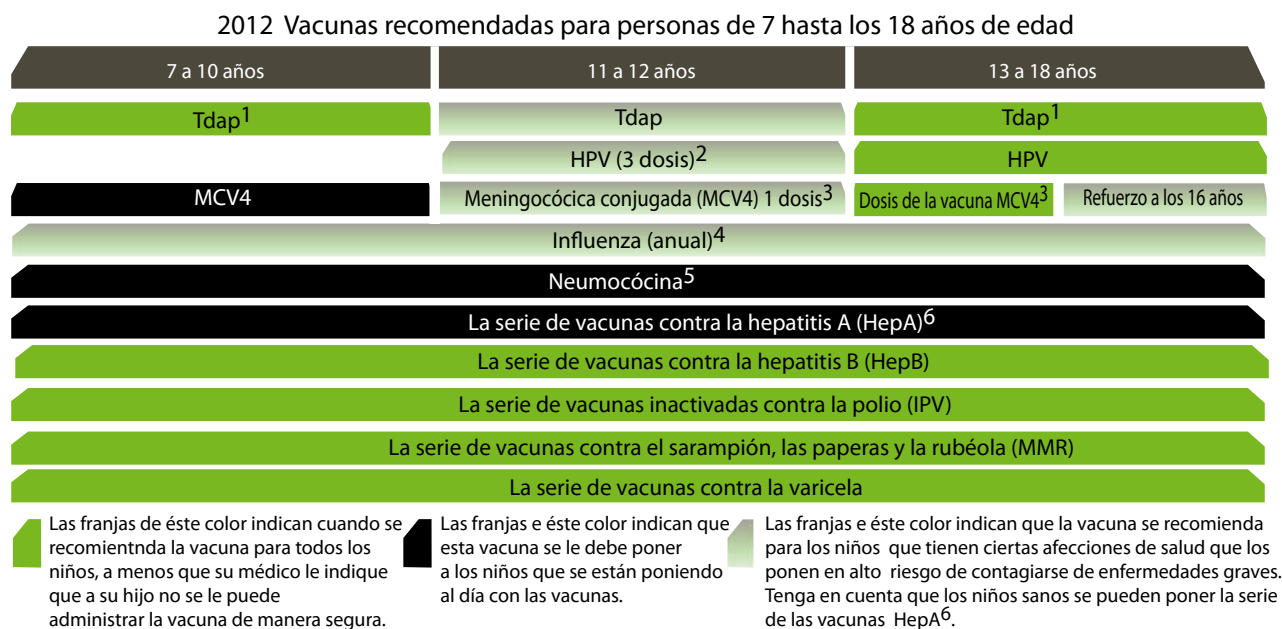 2012 Vacunas recomendadas para personas de 7 hasta los 18 años de edad
7 a 10 años
11 a 12 años
13 a 18 años
Tdap1
Tdap
Tdap1
HPV (3 dosis)2
HPV
MCV4
Meningocócica conjugada (MCV4) 1 dosis3
Dosis de la vacuna MCV43
Refuerzo a los 16 años
Influenza (anual)4
Neumocócina5
La serie de vacunas contra la hepatitis A (HepA)6
La serie de vacunas contra la hepatitis B (HepB)
La serie de vacunas inactivadas contra la polio (IPV)
La serie de vacunas contra el sarampión, las paperas y la rubéola (MMR)
La serie de vacunas contra la varicela
Las franjas de éste color indican cuando se
recomientnda la vacuna para todos los
niños, a menos que su médico le indique
que a su hijo no se le puede
administrar la vacuna de manera segura.
Las franjas e éste color indican que
esta vacuna se le debe poner
a los niños que se están poniendo
al día con las vacunas.
Las franjas e éste color indican que la vacuna se recomienda
para los niños que tienen ciertas afecciones de salud que los
ponen en alto riesgo de contagiarse de enfermedades graves.
Tenga en cuenta que los niños sanos se pueden poner la serie
de las vacunas HepA6.